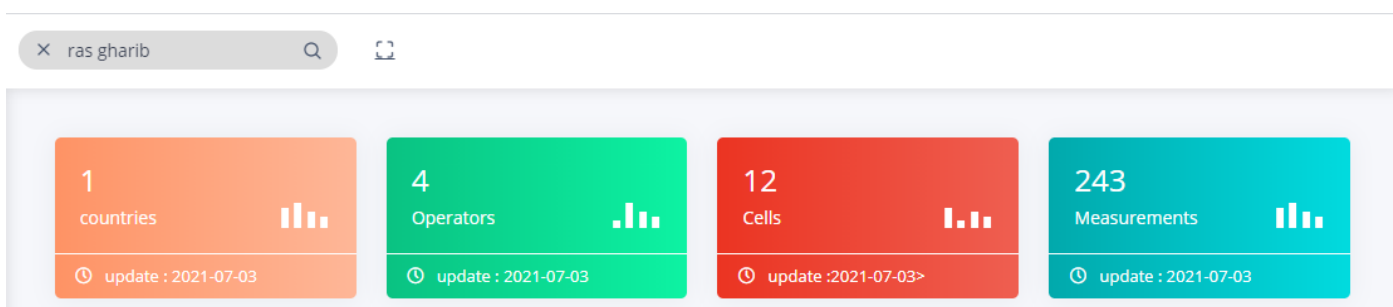 ras gharib
1
countries
update : 2021-07-03
4
Operators
update : 2021-07-03
12
Cells
update :2021-07-03>
243
Measurements
update : 2021-07-03